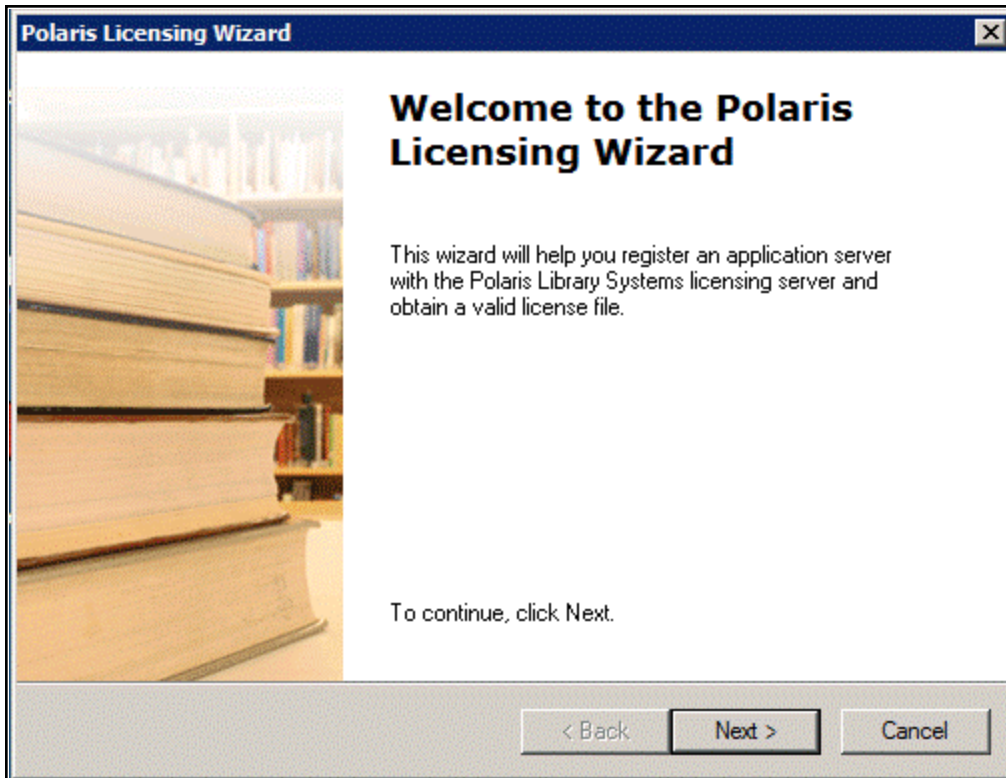 Polaris Licensing Wizard
Welcome to the Polaris
Licensing Wizard
This wizard will help you register an application server
with the Polaris Library Systems licensing server and
obtain a valid license file.
To continue, click Next.
< Back Next > Cancel